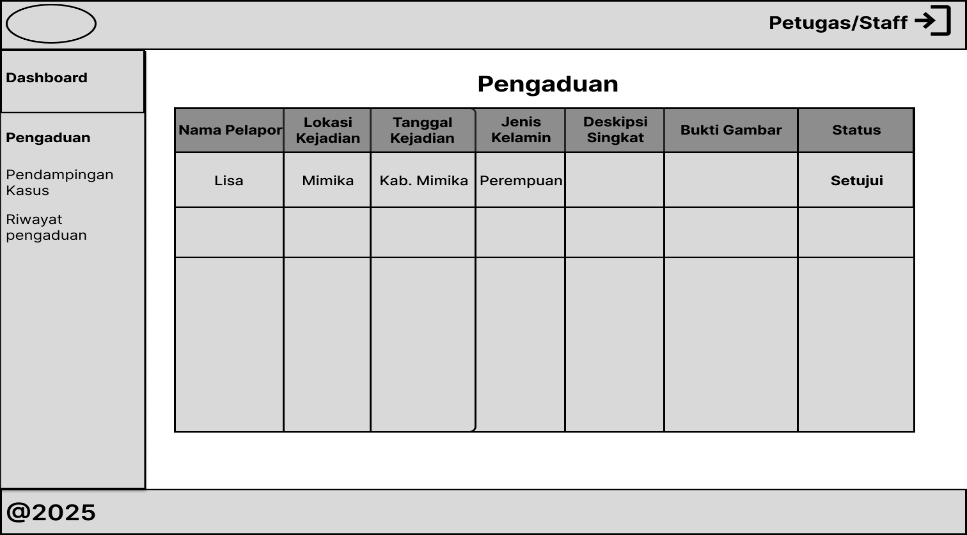 Petugas/Staff
Dashboard
Pengaduan
Pendampingan
Kasus
Riwayat
pengaduan
Pengaduan
Nama Pelapor
Lokasi
Kejadian
Tanggal
Kejadian
Jenis
Kelamin
Deskipsi
Singkat
Bukti Gambar
Status
Lisa
Mimika
Kab. Mimika
Perempuan
Setujui
@2025